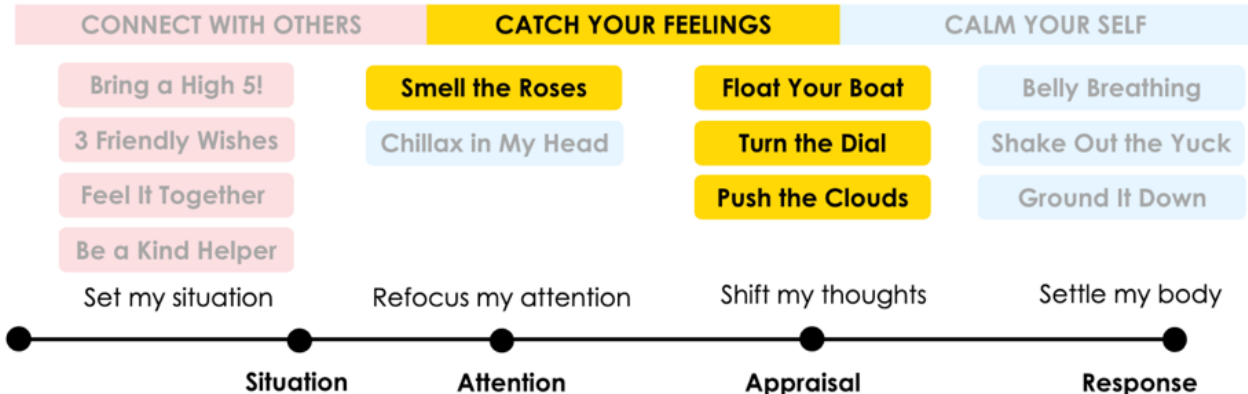 CONNECT WITH OTHERS CATCH YOUR FEELINGS CALM YOUR SELF
Bring a High 5! Smell the Roses Float Your Boat Belly Breathing
3 Friendly Wishes Chillax in My Head Turn the Dial Shake Out the Yuck
Feel It Together Push the Clouds Ground It Down
Be a Kind Helper
Set my situation Refocus my attention Shift my thoughts Settle my body
Situation Attention Appraisal Response